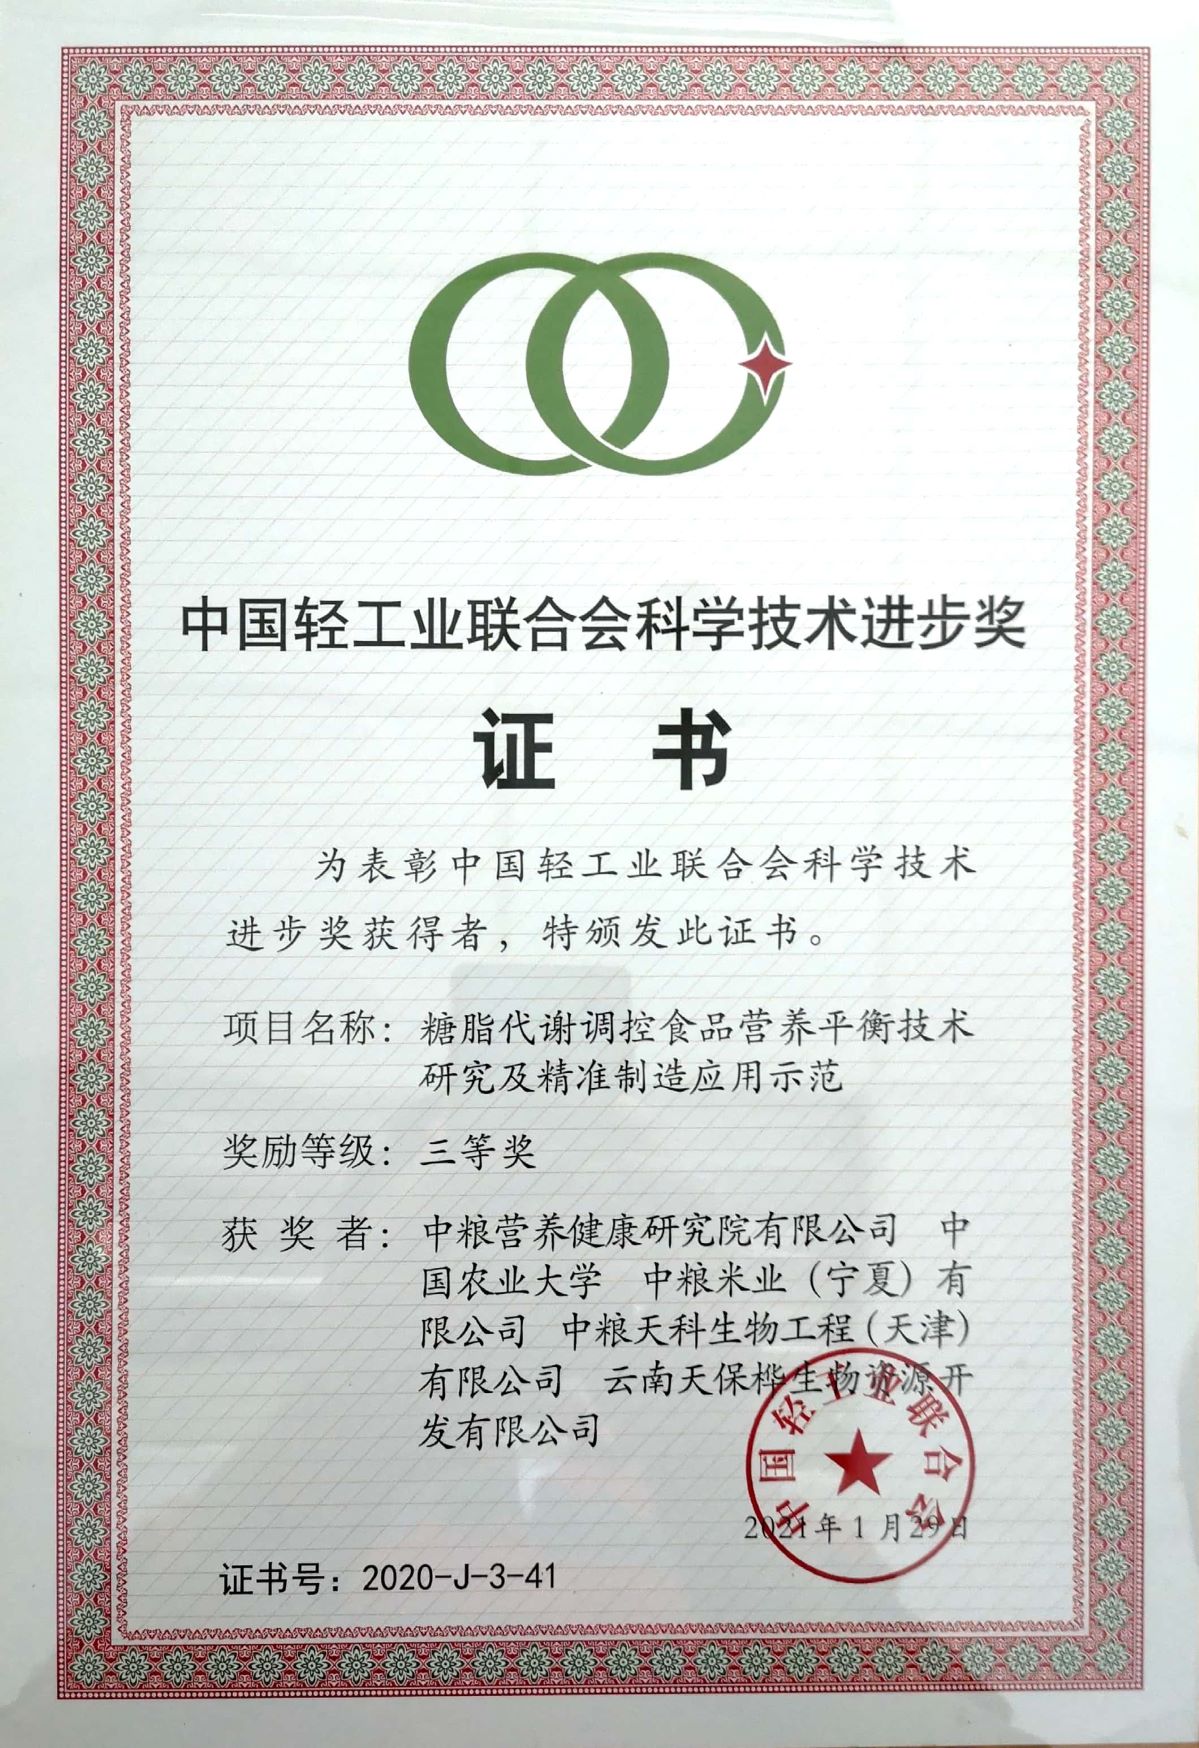 中国轻工业联合会科学技术进步奖
证 书
为表彰中国轻工业联合会科学技术
进步奖获得者，特颁发此证书。
项目名称：糖脂代谢调控食品营养平衡技术
研究及精准制造应用示范
奖励等级：三等奖
获 奖 者：中粮营养健康研究院有限公司 中
国农业大学 中粮米业（宁夏）有
限公司 中粮天科生物工程（天津）
有限公司 云南天保桦生物资源开
发有限公司
中国轻工业联合会
2021年1月29日
证书号：2020-J-3-41